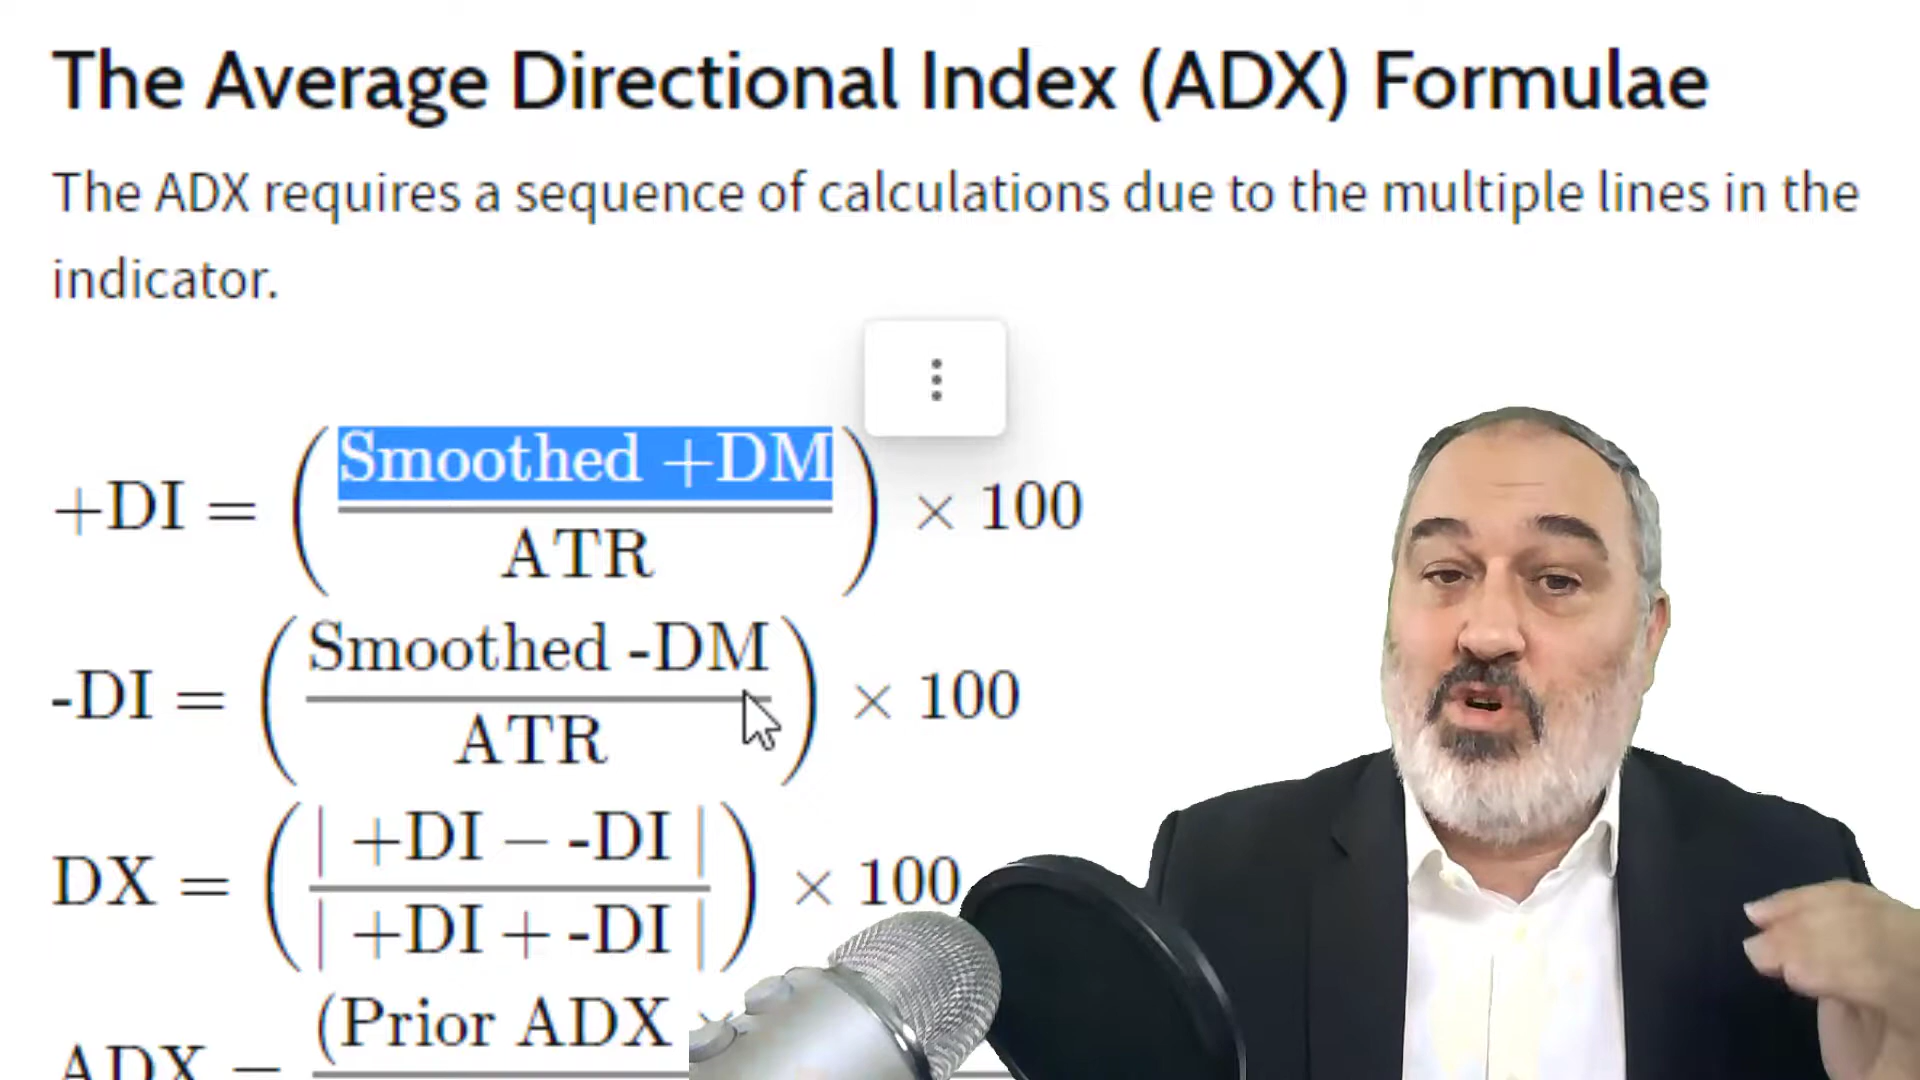 The Average Directional Index (ADX) Formulae
The ADX requires a sequence of calculations due to the multiple lines in the
indicator.
+DI = (Smoothed +DM / ATR) × 100
-DI = (Smoothed -DM / ATR) × 100
DX = (| +DI − -DI | / | +DI + -DI |) × 100
ADX = (Prior ADX